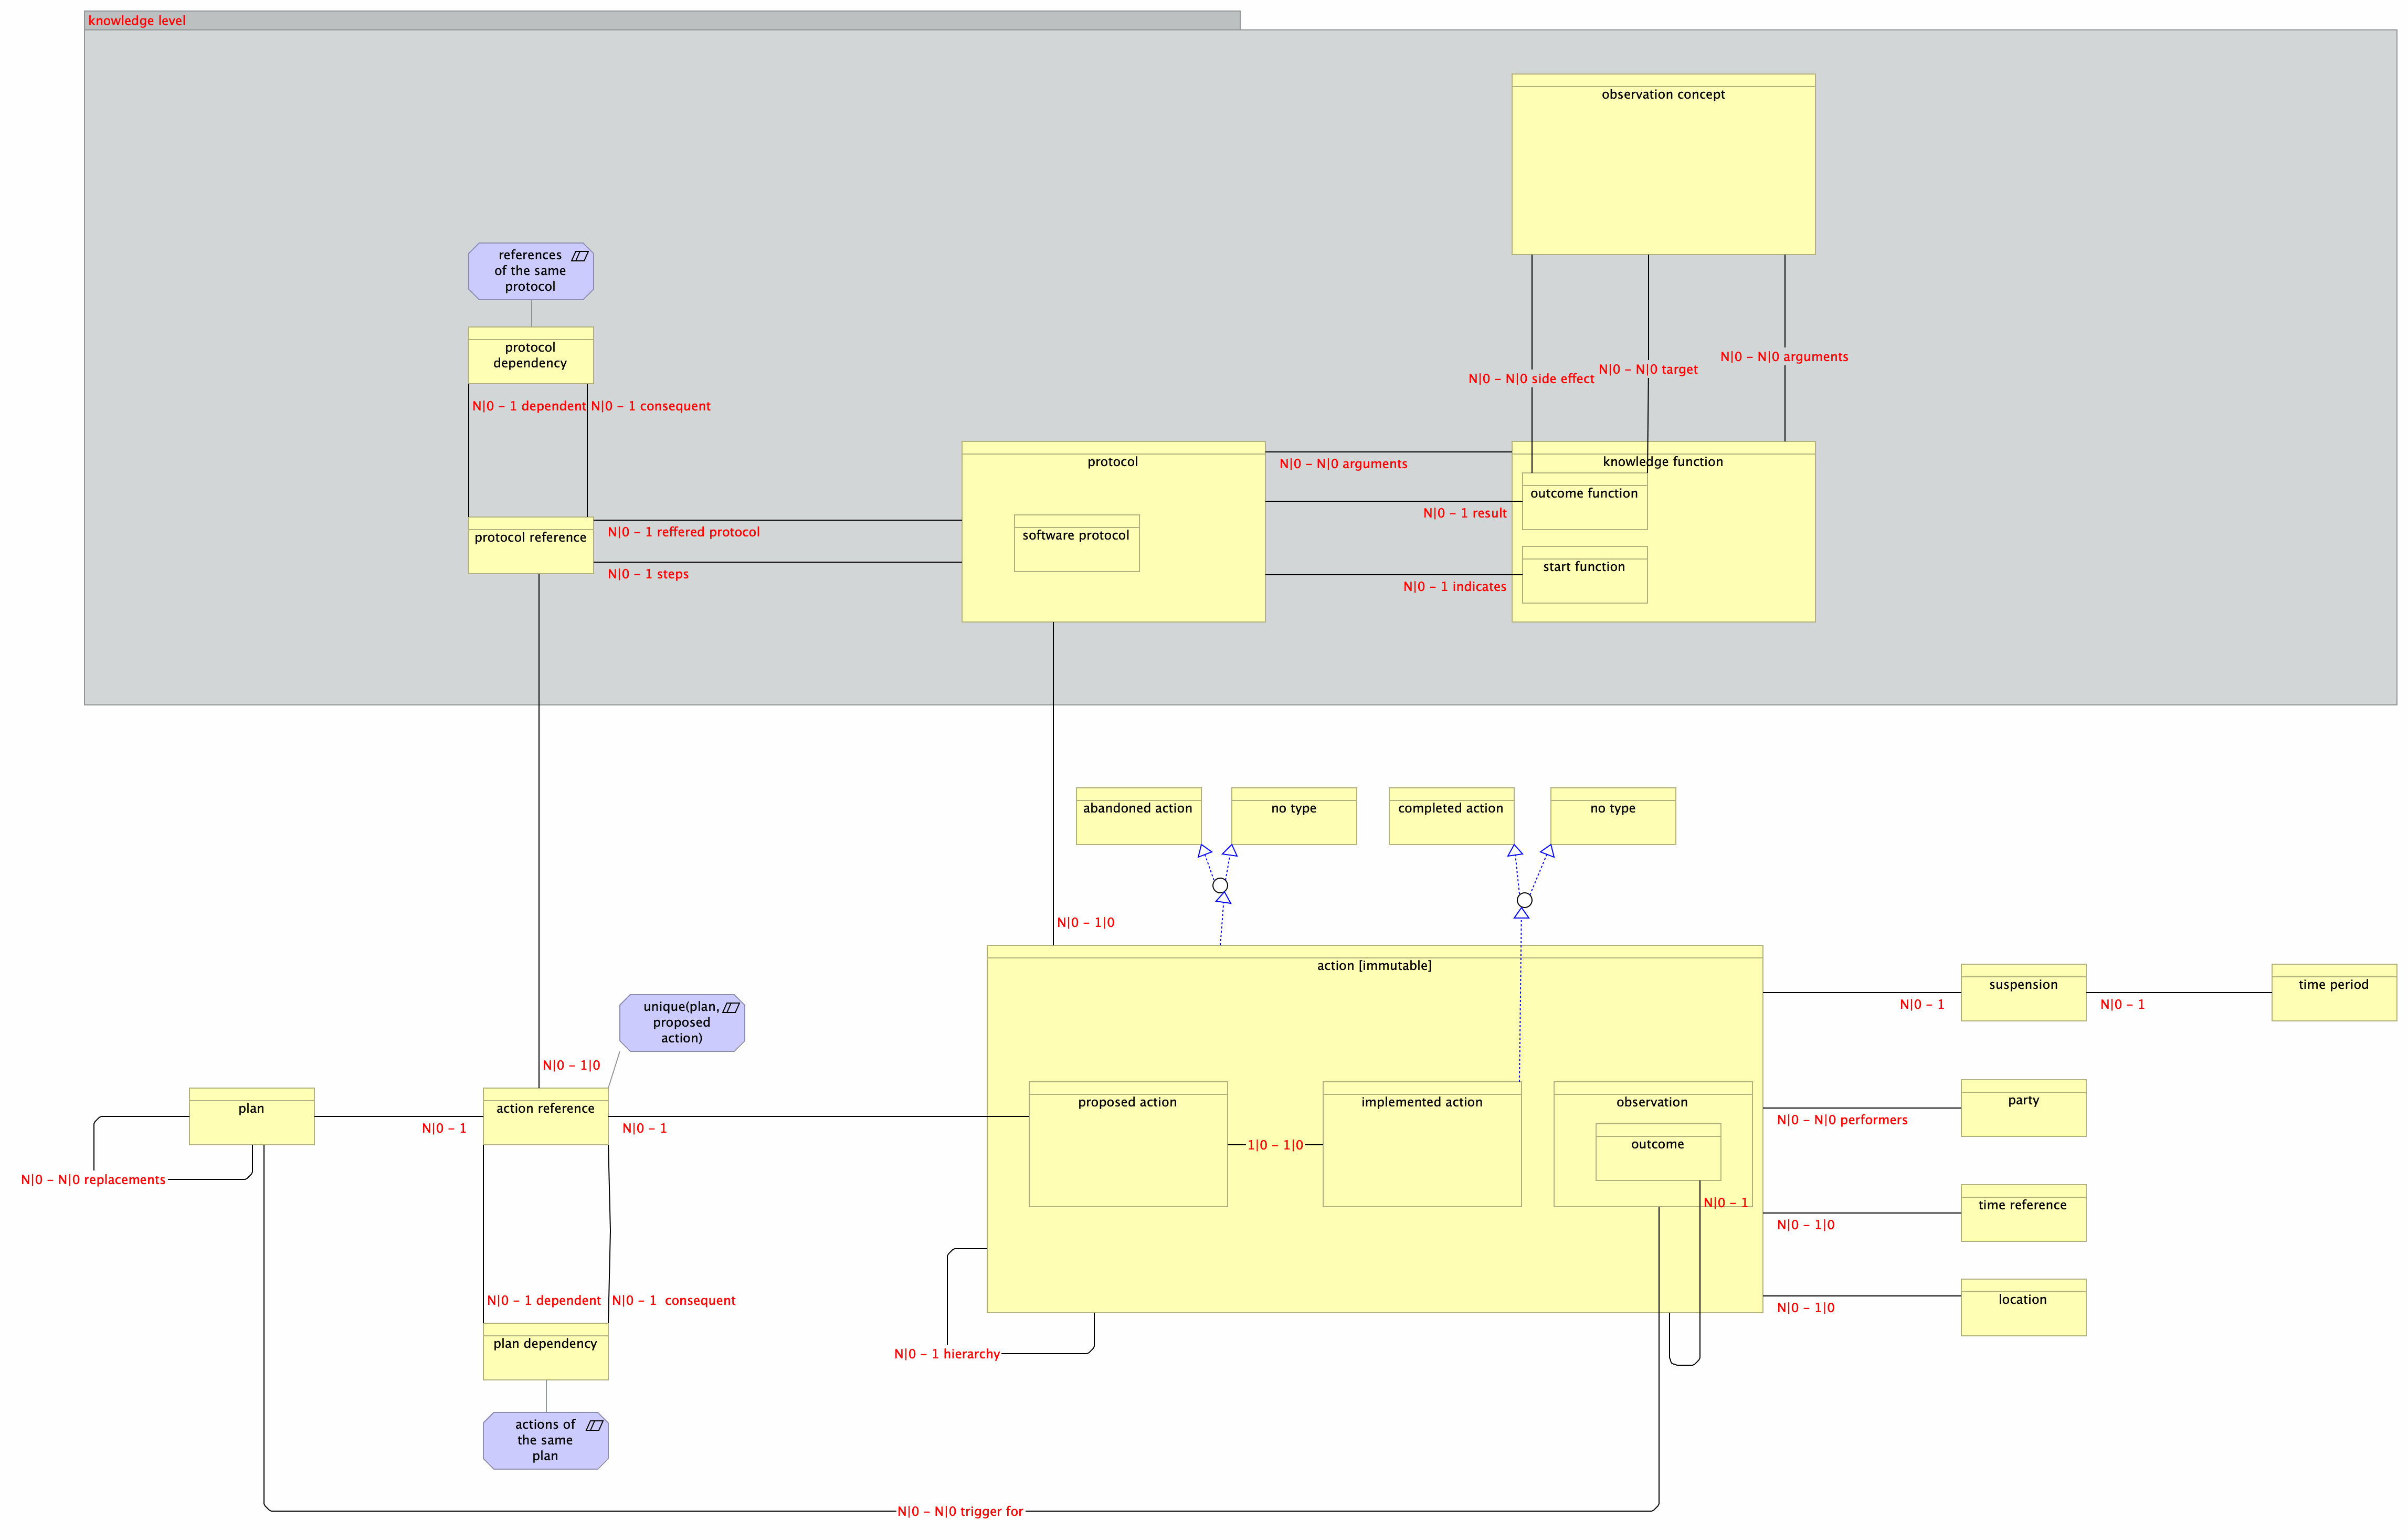 knowledge level
observation concept
references
of the same
protocol
protocol
dependency
N|0 – N|0 arguments
N|0 – N|0 target
N|0 – N|0 side effect
N|0 – 1 dependent
N|0 – 1 consequent
protocol
N|0 – N|0 arguments
knowledge function
outcome function
N|0 – 1 result
protocol reference
N|0 – 1 reffered protocol
software protocol
N|0 – 1 steps
N|0 – 1 indicates
start function
abandoned action
no type
completed action
no type
N|0 – 1|0
action [immutable]
suspension
N|0 – 1
time period
N|0 – 1
unique(plan,
proposed
action)
N|0 – 1|0
plan
N|0 – 1
action reference
N|0 – 1
proposed action
1|0 – 1|0
implemented action
observation
outcome
N|0 – 1
party
N|0 – N|0 performers
N|0 – N|0 replacements
time reference
N|0 – 1|0
location
N|0 – 1|0
N|0 – 1 dependent
N|0 – 1  consequent
plan dependency
N|0 – 1 hierarchy
actions of
the same
plan
N|0 – N|0 trigger for